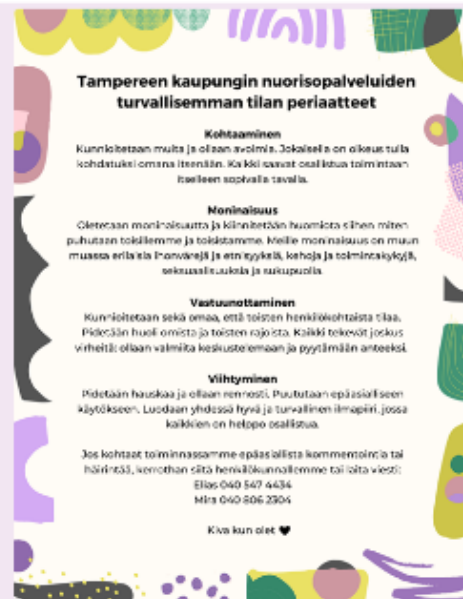 Tampereen kaupungin nuorisopalveluiden
turvallisemman tilan periaatteet
Kohtaaminen
Kunnioitetaan muita ja ollaan avoimia. Jokaisella on oikeus tulla
kohdatuksi omana itsenään. Kaikki saavat osallistua toimintaan
itselleen sopivalla tavalla.
Moninaisuus
Oletetaan moninaisuutta ja kiinnitetään huomiota siihen miten
puhutaan toisillemme ja toisistamme. Meille moninaisuus on muun
muassa erilaisia ihonvärejä ja etnisyyksiä, kehoja ja toimintakykyjä,
seksuaalisuuksia ja sukupuolia.
Vastuunottaminen
Kunnioitetaan sekä omaa, että toisten henkilökohtaista tilaa.
Pidetään huoli omista ja toisten rajoista. Kaikki tekevät joskus
virheitä: ollaan valmiita keskustelemaan ja pyytämään anteeksi.
Viihtyminen
Pidetään hauskaa ja ollaan rennosti. Puututaan epäasialliseen
käytökseen. Luodaan yhdessä hyvä ja turvallinen ilmapiiri, jossa
kaikkien on helppo osallistua.
Jos kohtaat toiminnassamme epäasiallista kommentointia tai
häirintää, kerrothan siitä henkilökunnallemme tai laita viesti:
Elias 040 547 4434
Mira 040 806 2304
Kiva kun olet 🖤